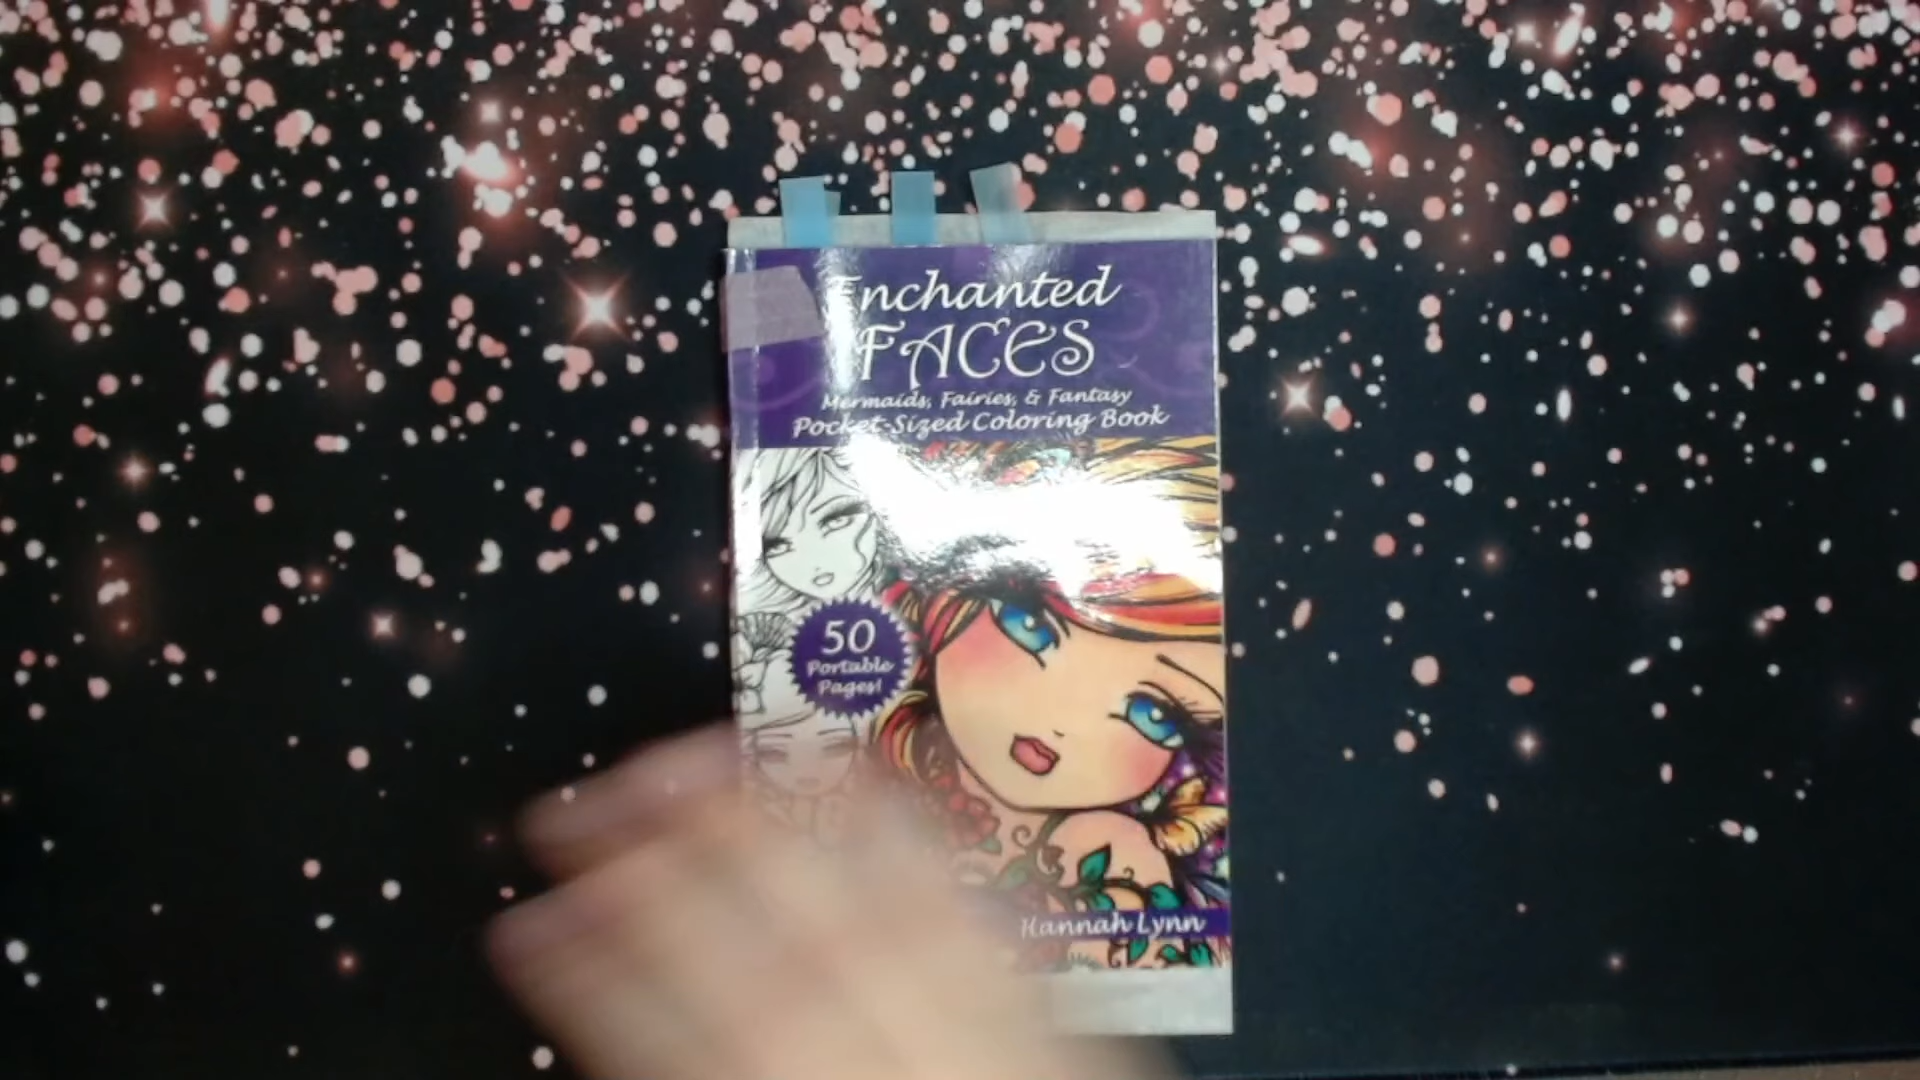 Enchanted
FACES
Mermaids, Fairies, & Fantasy
Pocket-Sized Coloring Book
50
Portable
Pages!
Hannah Lynn